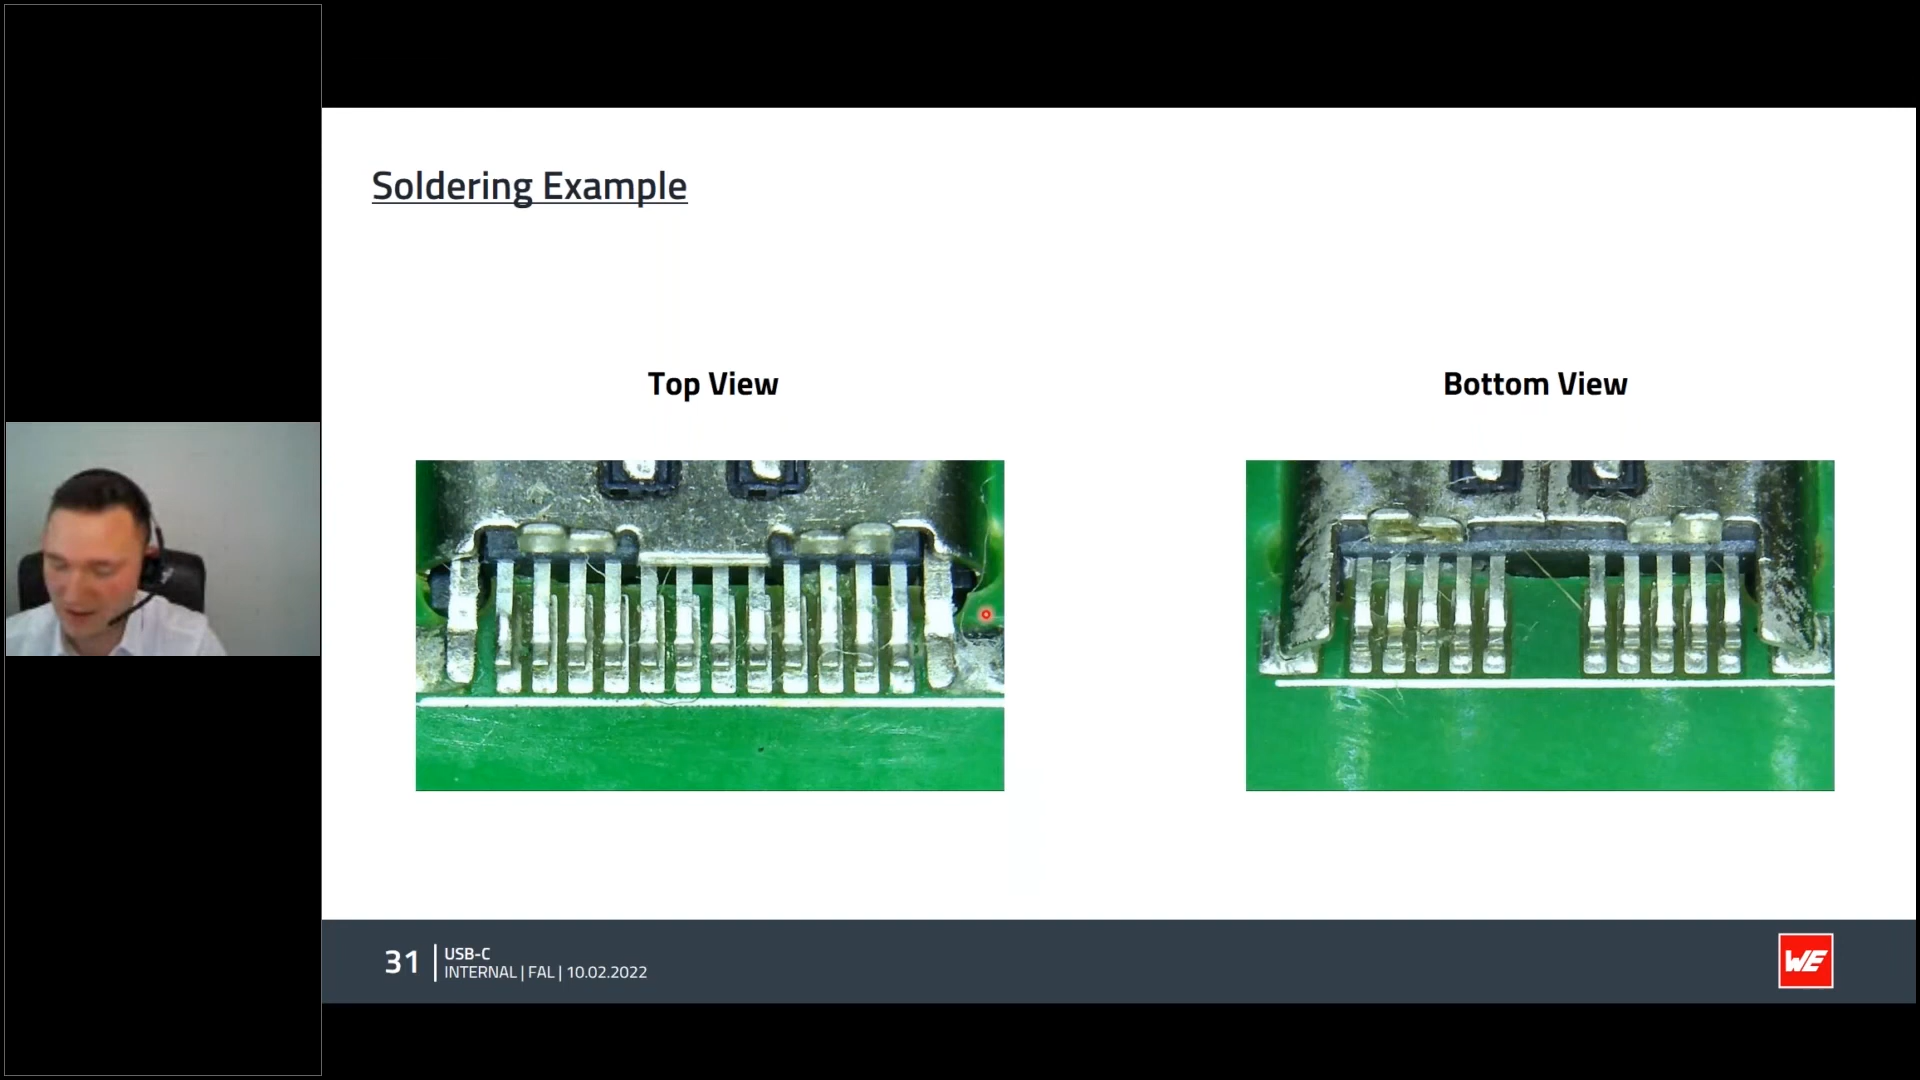 Soldering Example
Top View
Bottom View
31
USB-C
INTERNAL | FAL | 10.02.2022
WE